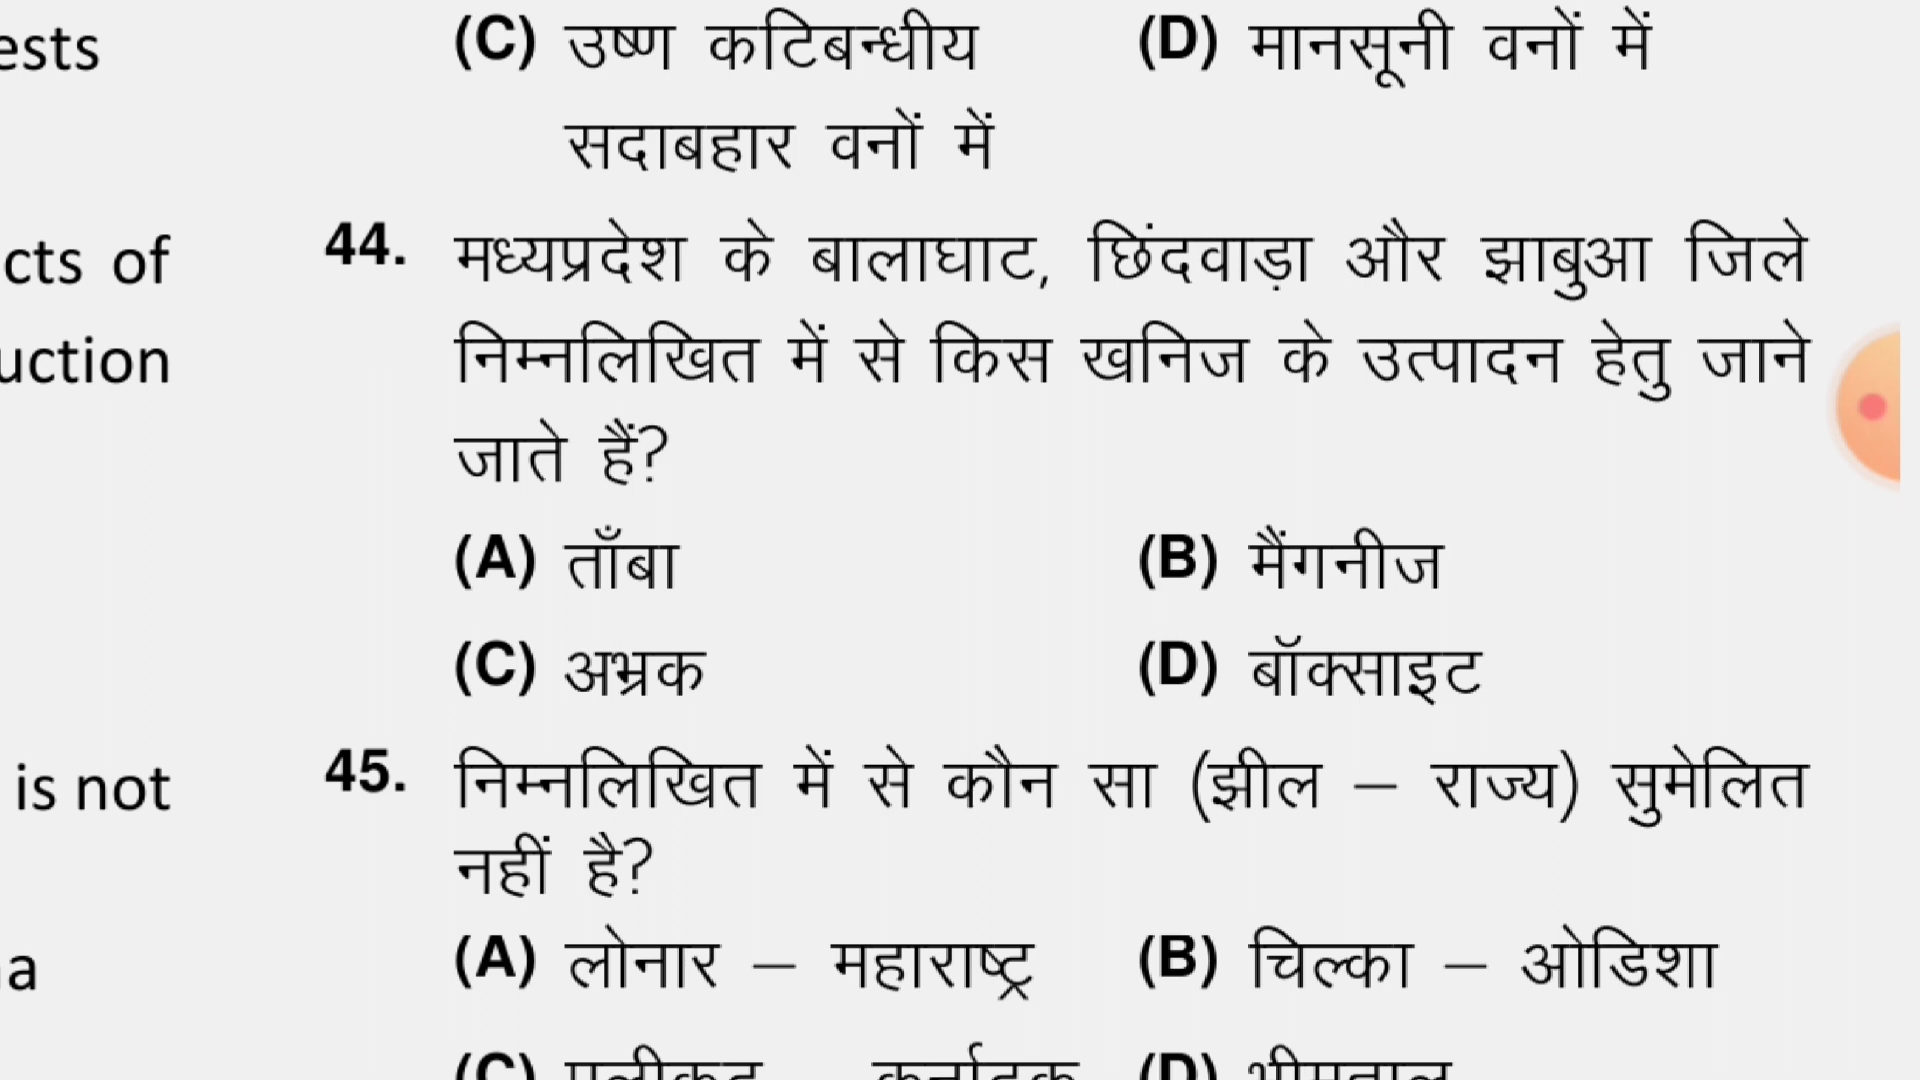 ests
(C) उष्ण कटिबन्धीय (D) मानसूनी वनों में
सदाबहार वनों में
cts of 44. मध्यप्रदेश के बालाघाट, छिंदवाड़ा और झाबुआ जिले
uction निम्नलिखित में से किस खनिज के उत्पादन हेतु जाने
जाते हैं?
(A) ताँबा (B) मैंगनीज
(C) अभ्रक (D) बॉक्साइट
is not 45. निम्नलिखित में से कौन सा (झील – राज्य) सुमेलित
नहीं है?
a (A) लोनार – महाराष्ट्र (B) चिल्का – ओडिशा
(C) (D)